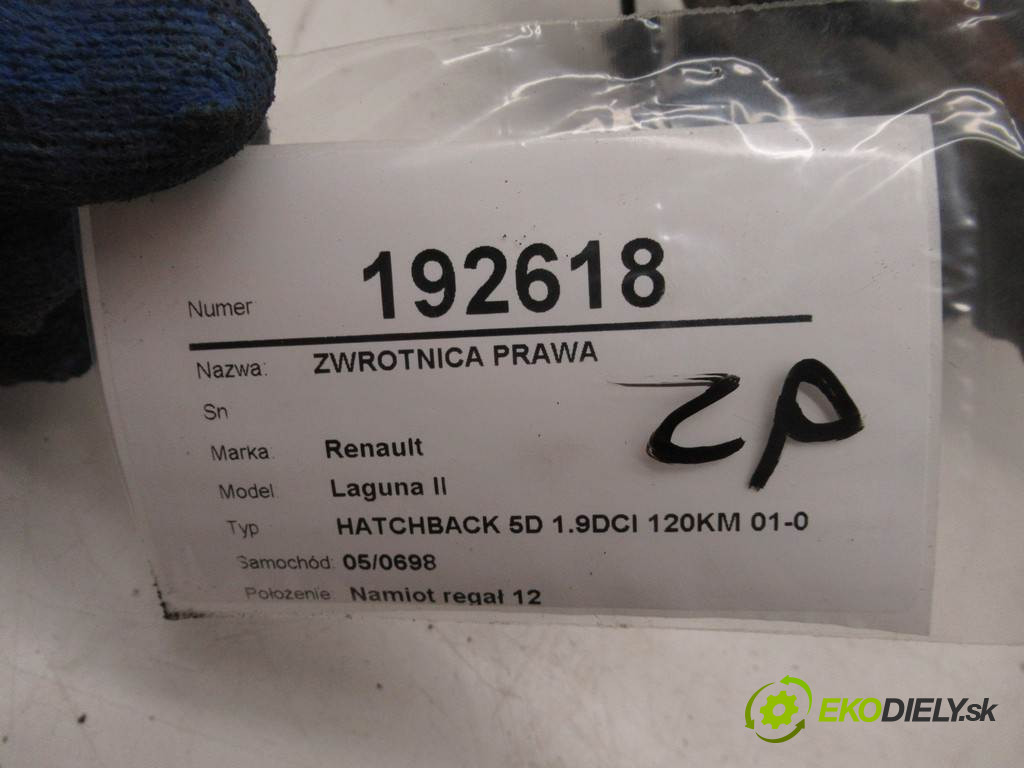 Numer 192618
Nazwa: ZWROTNICA PRAWA
Sn
ZP
Marka: Renault
Model: Laguna II
Typ HATCHBACK 5D 1.9DCI 120KM 01-0
Samochód: 05/0698
Położenie: Namiot regał 12
EKODIELY.sk